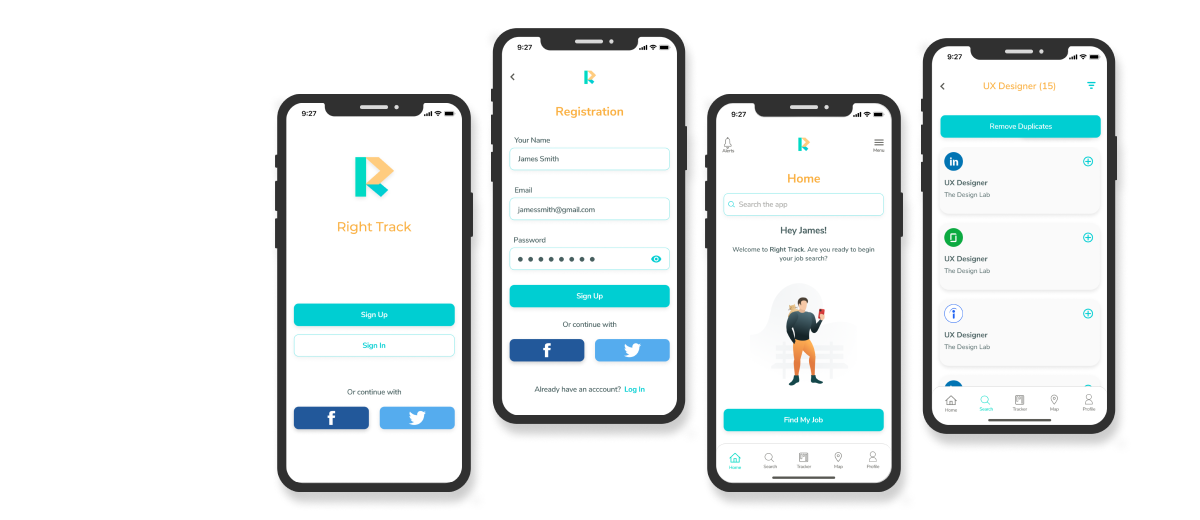 9:27
Right Track
Sign Up
Sign In
Or continue with
f
9:27
Registration
Your Name
James Smith
Email
jamessmith@gmail.com
Password
Sign Up
Or continue with
f
Already have an acccount? Log In
9:27
Alerts
Menu
Home
Search the app
Hey James!
Welcome to Right Track. Are you ready to begin
your job search?
Find My Job
Home Search Tracker Map Profile
9:27
UX Designer (15)
Remove Duplicates
in
UX Designer
The Design Lab
UX Designer
The Design Lab
UX Designer
The Design Lab
Home Search Tracker Map Profile